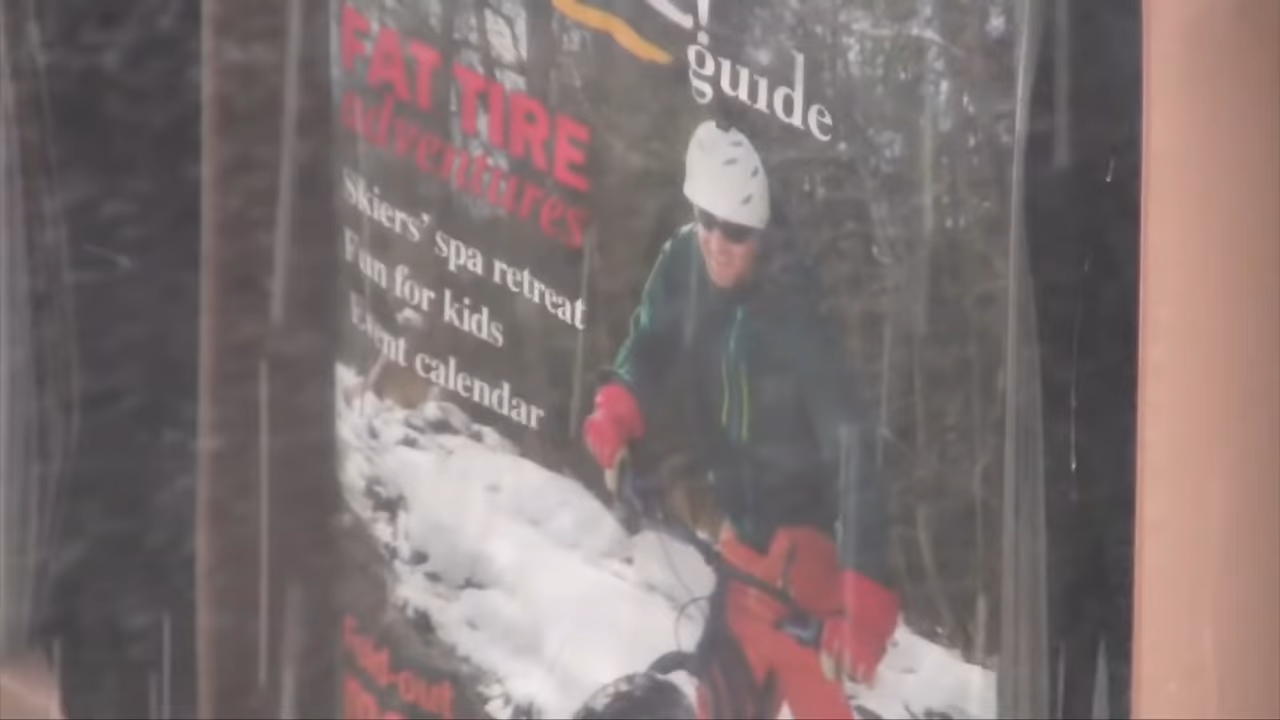 guide
FAT TIRE
adventures
Skiers' spa retreat
Fun for kids
Event calendar